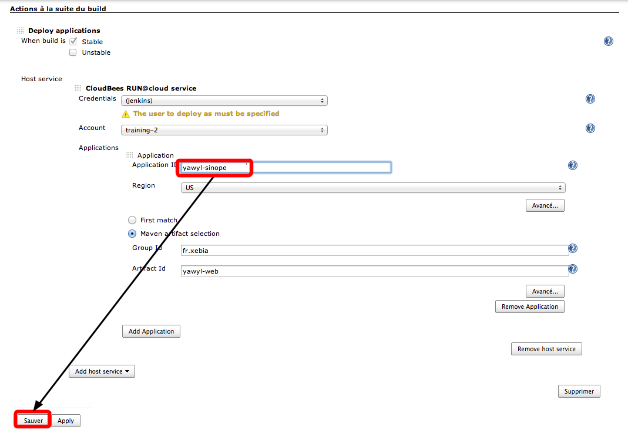 Actions à la suite du build
Deploy applications
When build is
Stable
Unstable
Host service
CloudBees RUN@cloud service
Credentials
(jenkins)
The user to deploy as must be specified
Account
training-2
Applications
Application
Application ID
yawyl-sinope
Region
US
Avancé...
First match
Maven artifact selection
Group Id
fr.xebia
Artifact Id
yawyl-web
Avancé...
Remove Application
Add Application
Remove host service
Add host service
Supprimer
Sauver
Apply